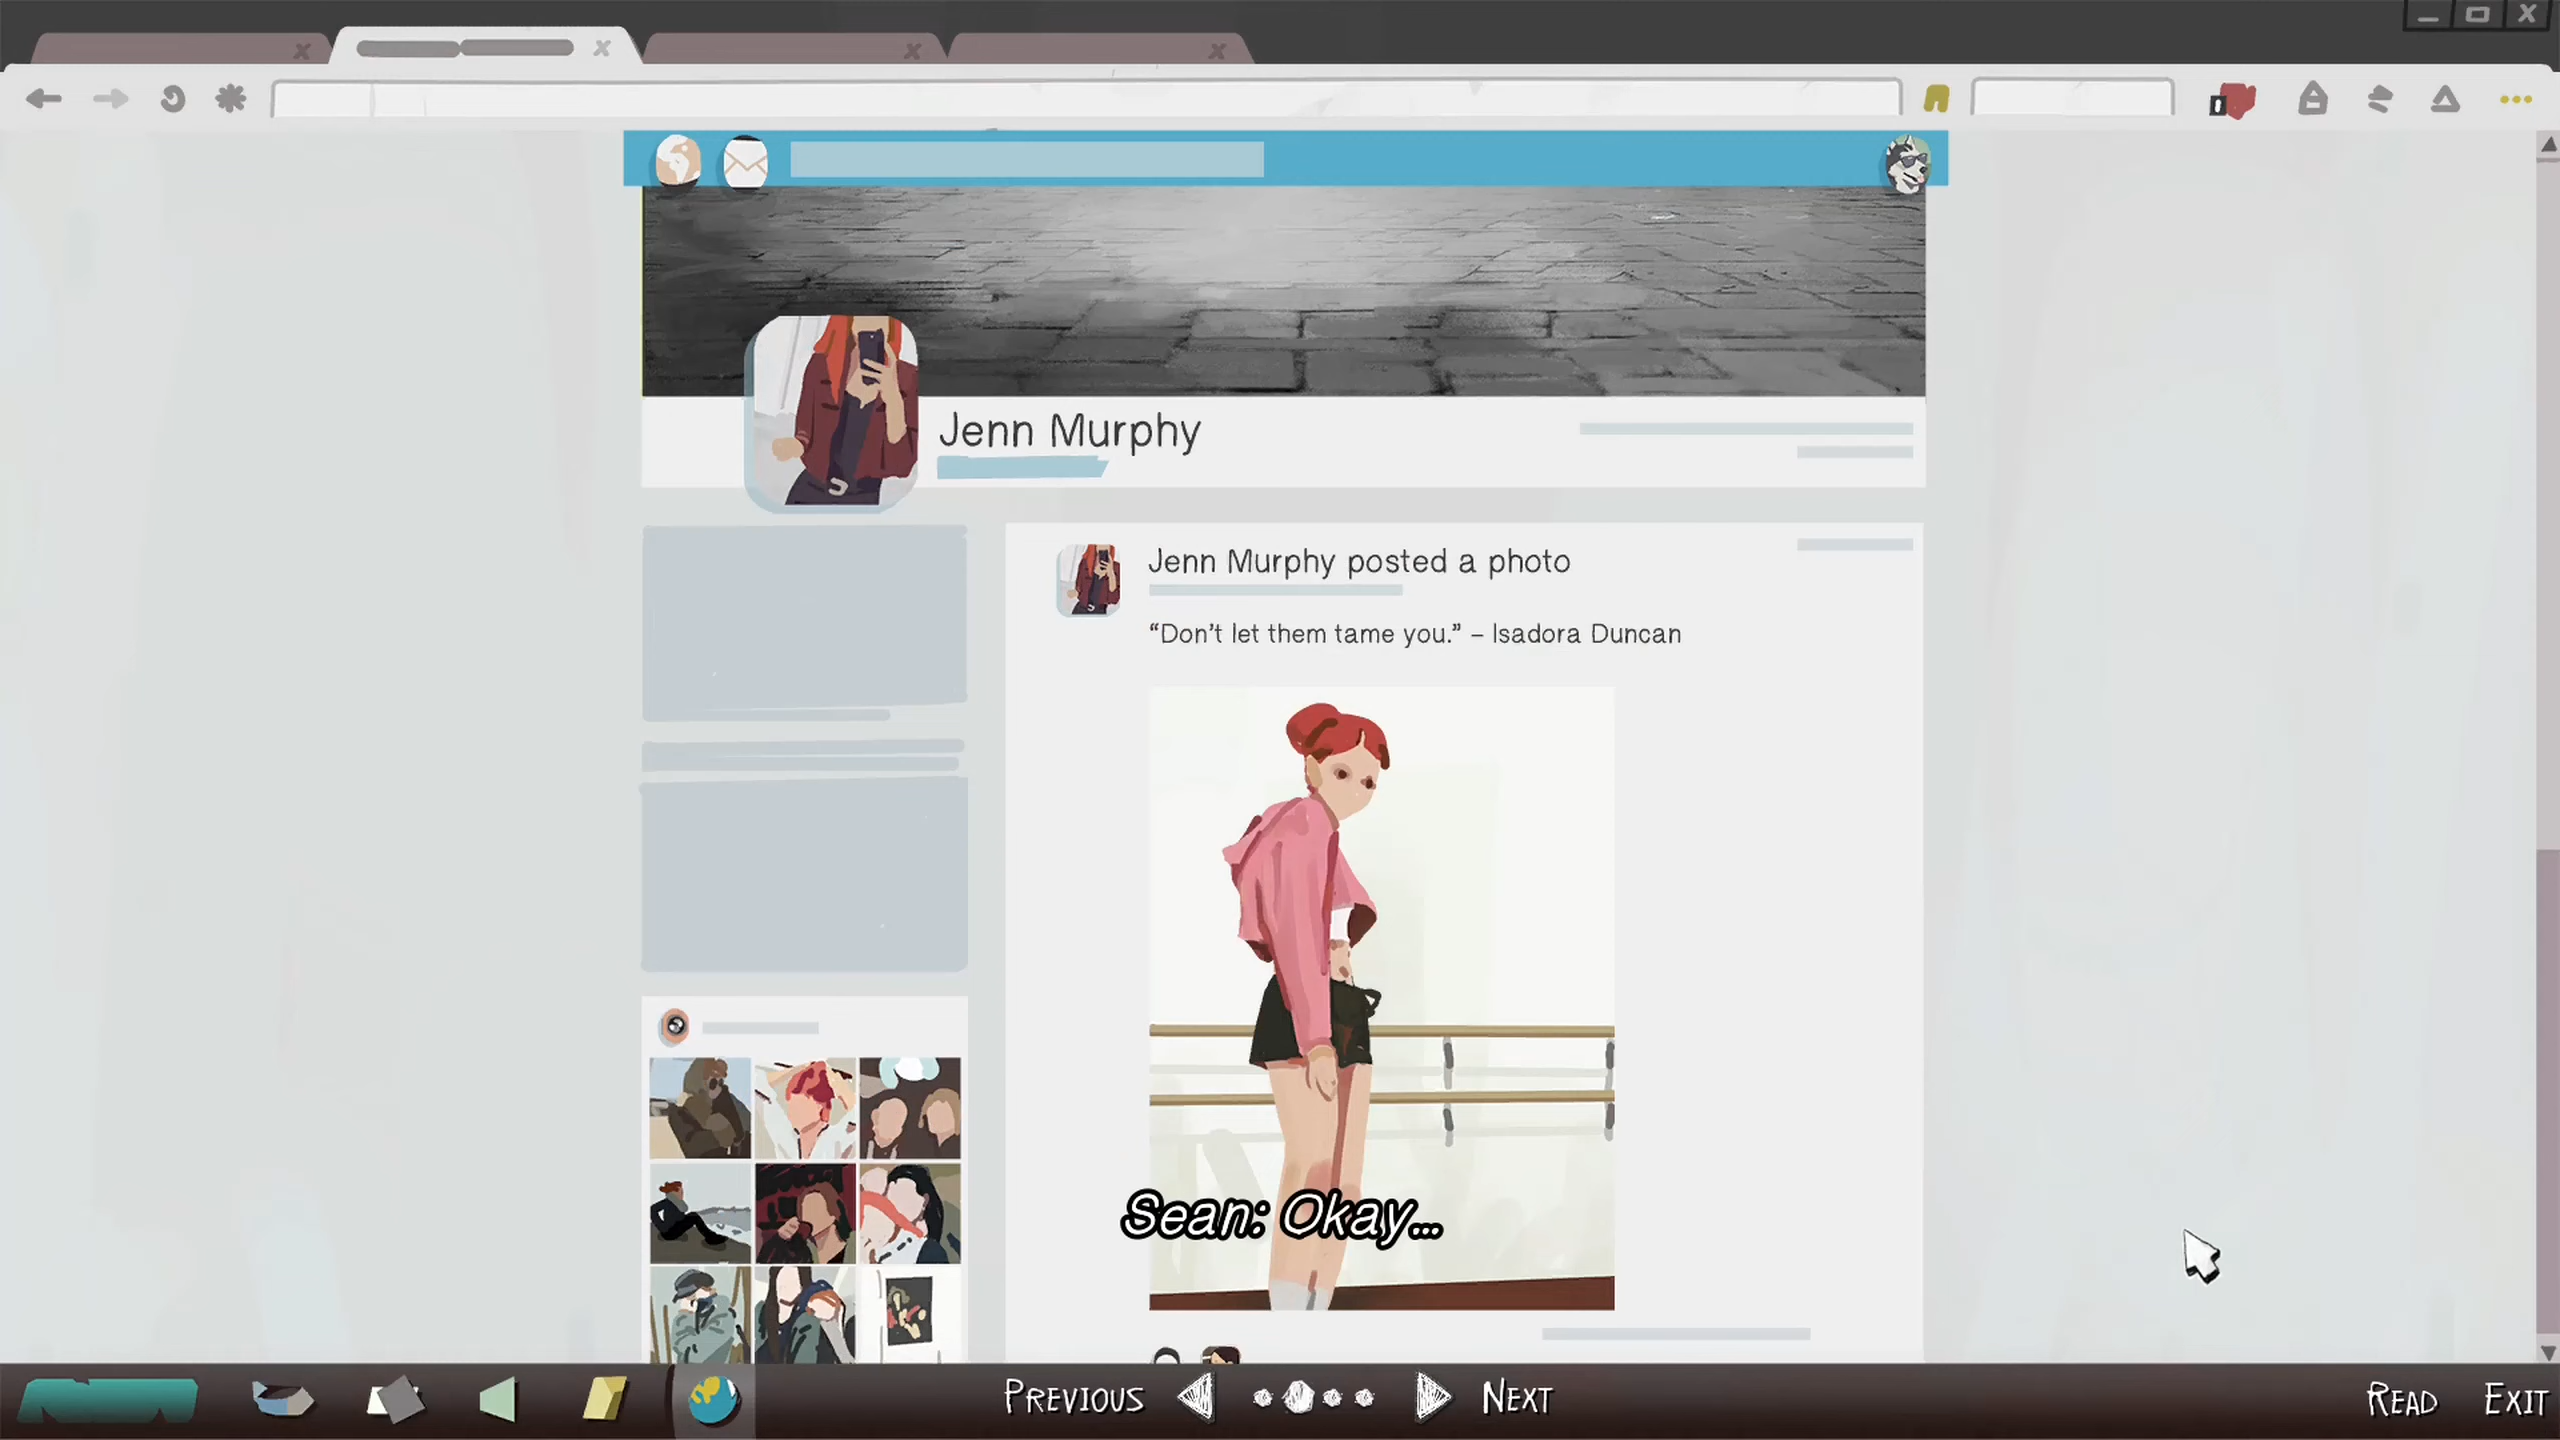 Jenn Murphy
Jenn Murphy posted a photo
“Don’t let them tame you.” – Isadora Duncan
Sean: Okay...
PREVIOUS
NEXT
READ
EXIT